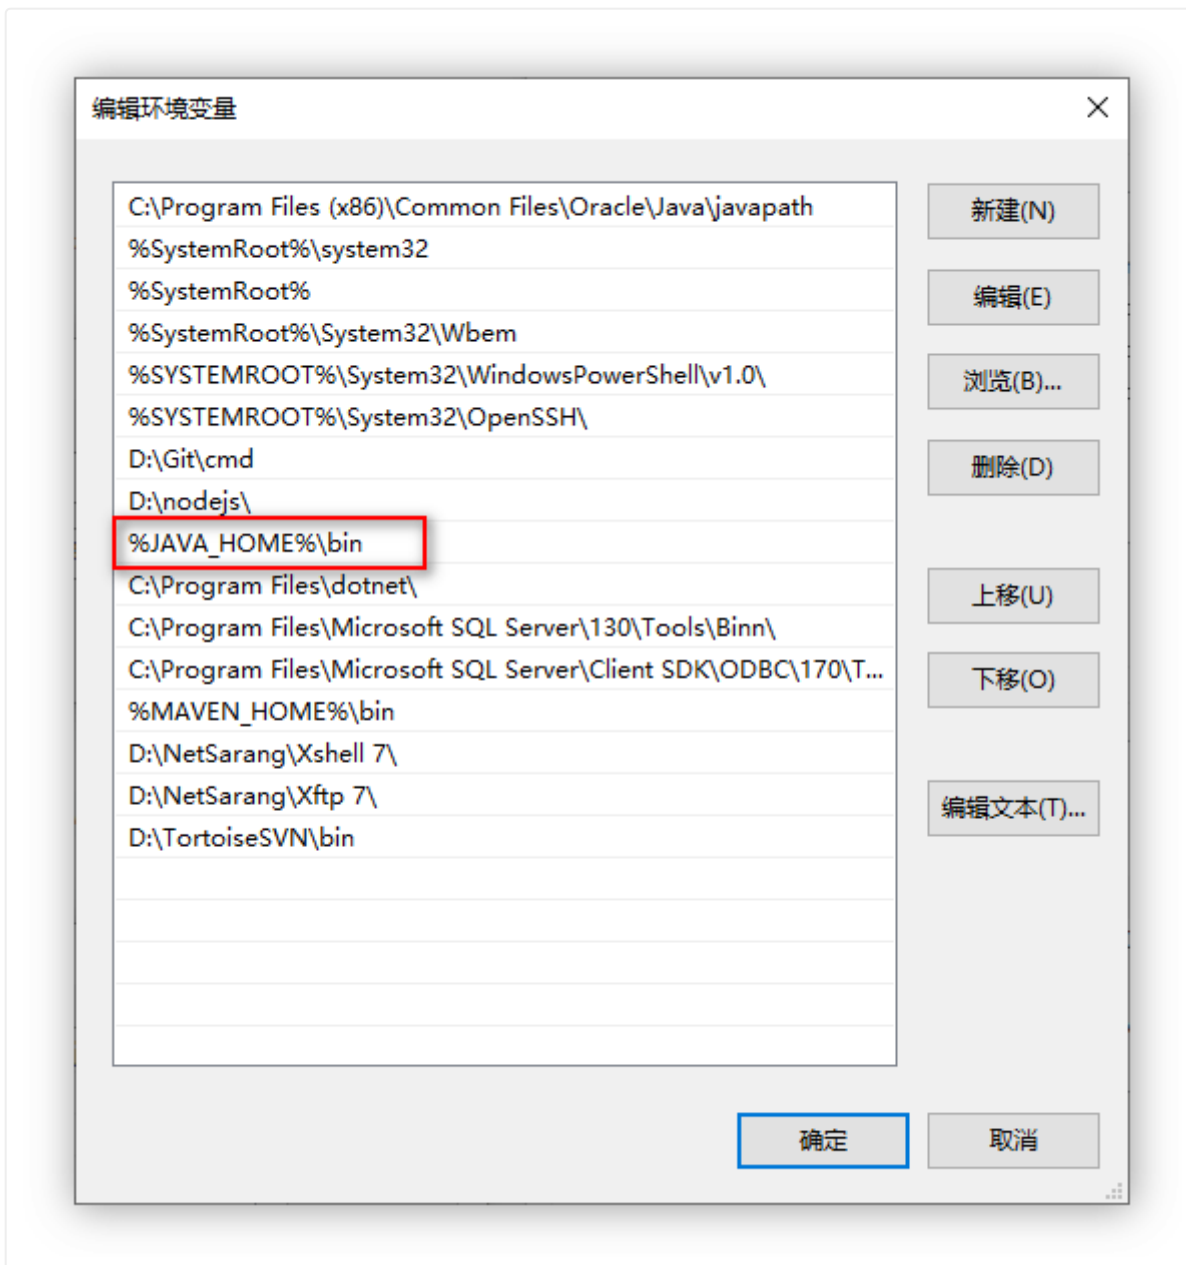 编辑环境变量
C:\Program Files (x86)\Common Files\Oracle\Java\javapath
%SystemRoot%\system32
%SystemRoot%
%SystemRoot%\System32\Wbem
%SYSTEMROOT%\System32\WindowsPowerShell\v1.0\
%SYSTEMROOT%\System32\OpenSSH\
D:\Git\cmd
D:\nodejs\
%JAVA_HOME%\bin
C:\Program Files\dotnet\
C:\Program Files\Microsoft SQL Server\130\Tools\Binn\
C:\Program Files\Microsoft SQL Server\Client SDK\ODBC\170\T...
%MAVEN_HOME%\bin
D:\NetSarang\Xshell 7\
D:\NetSarang\Xftp 7\
D:\TortoiseSVN\bin
新建(N)
编辑(E)
浏览(B)...
删除(D)
上移(U)
下移(O)
编辑文本(T)...
确定
取消